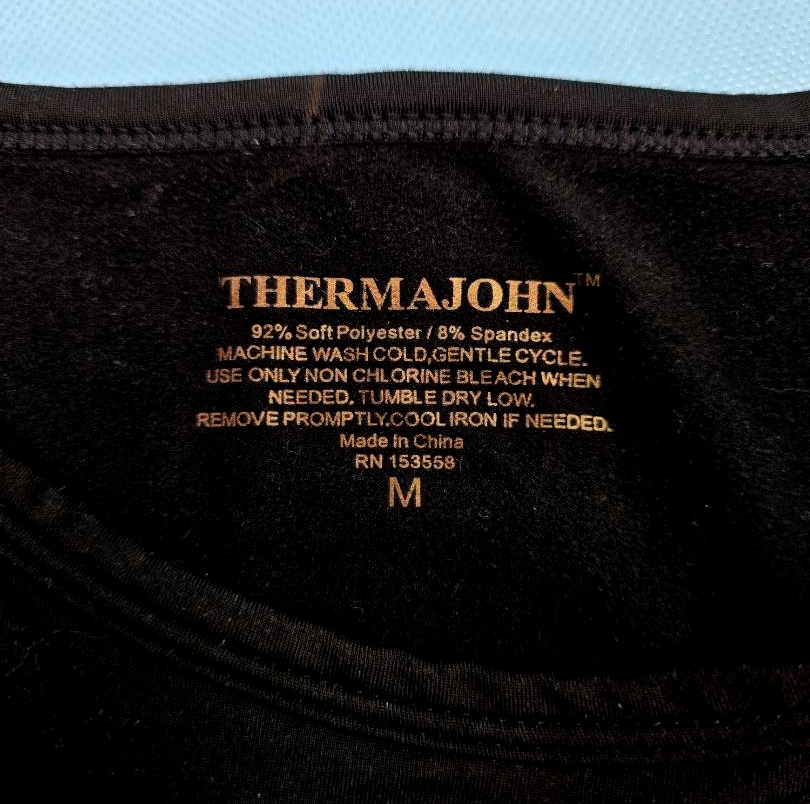 THERMAJOHN™
92% Soft Polyester / 8% Spandex
MACHINE WASH COLD,GENTLE CYCLE.
USE ONLY NON CHLORINE BLEACH WHEN
NEEDED. TUMBLE DRY LOW.
REMOVE PROMPTLY.COOL IRON IF NEEDED.
Made In China
RN 153558
M